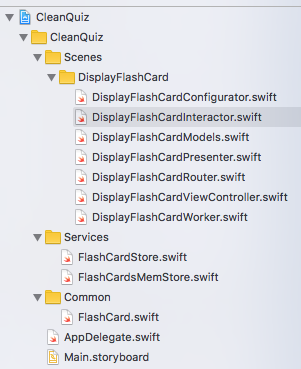 CleanQuiz
CleanQuiz
Scenes
DisplayFlashCard
DisplayFlashCardConfigurator.swift
DisplayFlashCardInteractor.swift
DisplayFlashCardModels.swift
DisplayFlashCardPresenter.swift
DisplayFlashCardRouter.swift
DisplayFlashCardViewController.swift
DisplayFlashCardWorker.swift
Services
FlashCardStore.swift
FlashCardsMemStore.swift
Common
FlashCard.swift
AppDelegate.swift
Main.storyboard